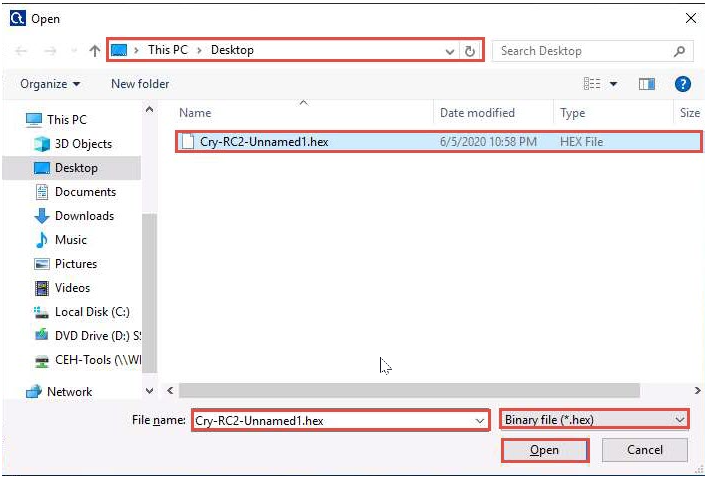 Open
This PC > Desktop
Search Desktop
Organize
New folder
Name
Date modified
Type
Size
This PC
3D Objects
Desktop
Documents
Downloads
Music
Pictures
Videos
Local Disk (C:)
DVD Drive (D:) S
CEH-Tools (\\W
Network
Cry-RC2-Unnamed1.hex 6/5/2020 10:58 PM HEX File
File name: Cry-RC2-Unnamed1.hex
Binary file (*.hex)
Open
Cancel